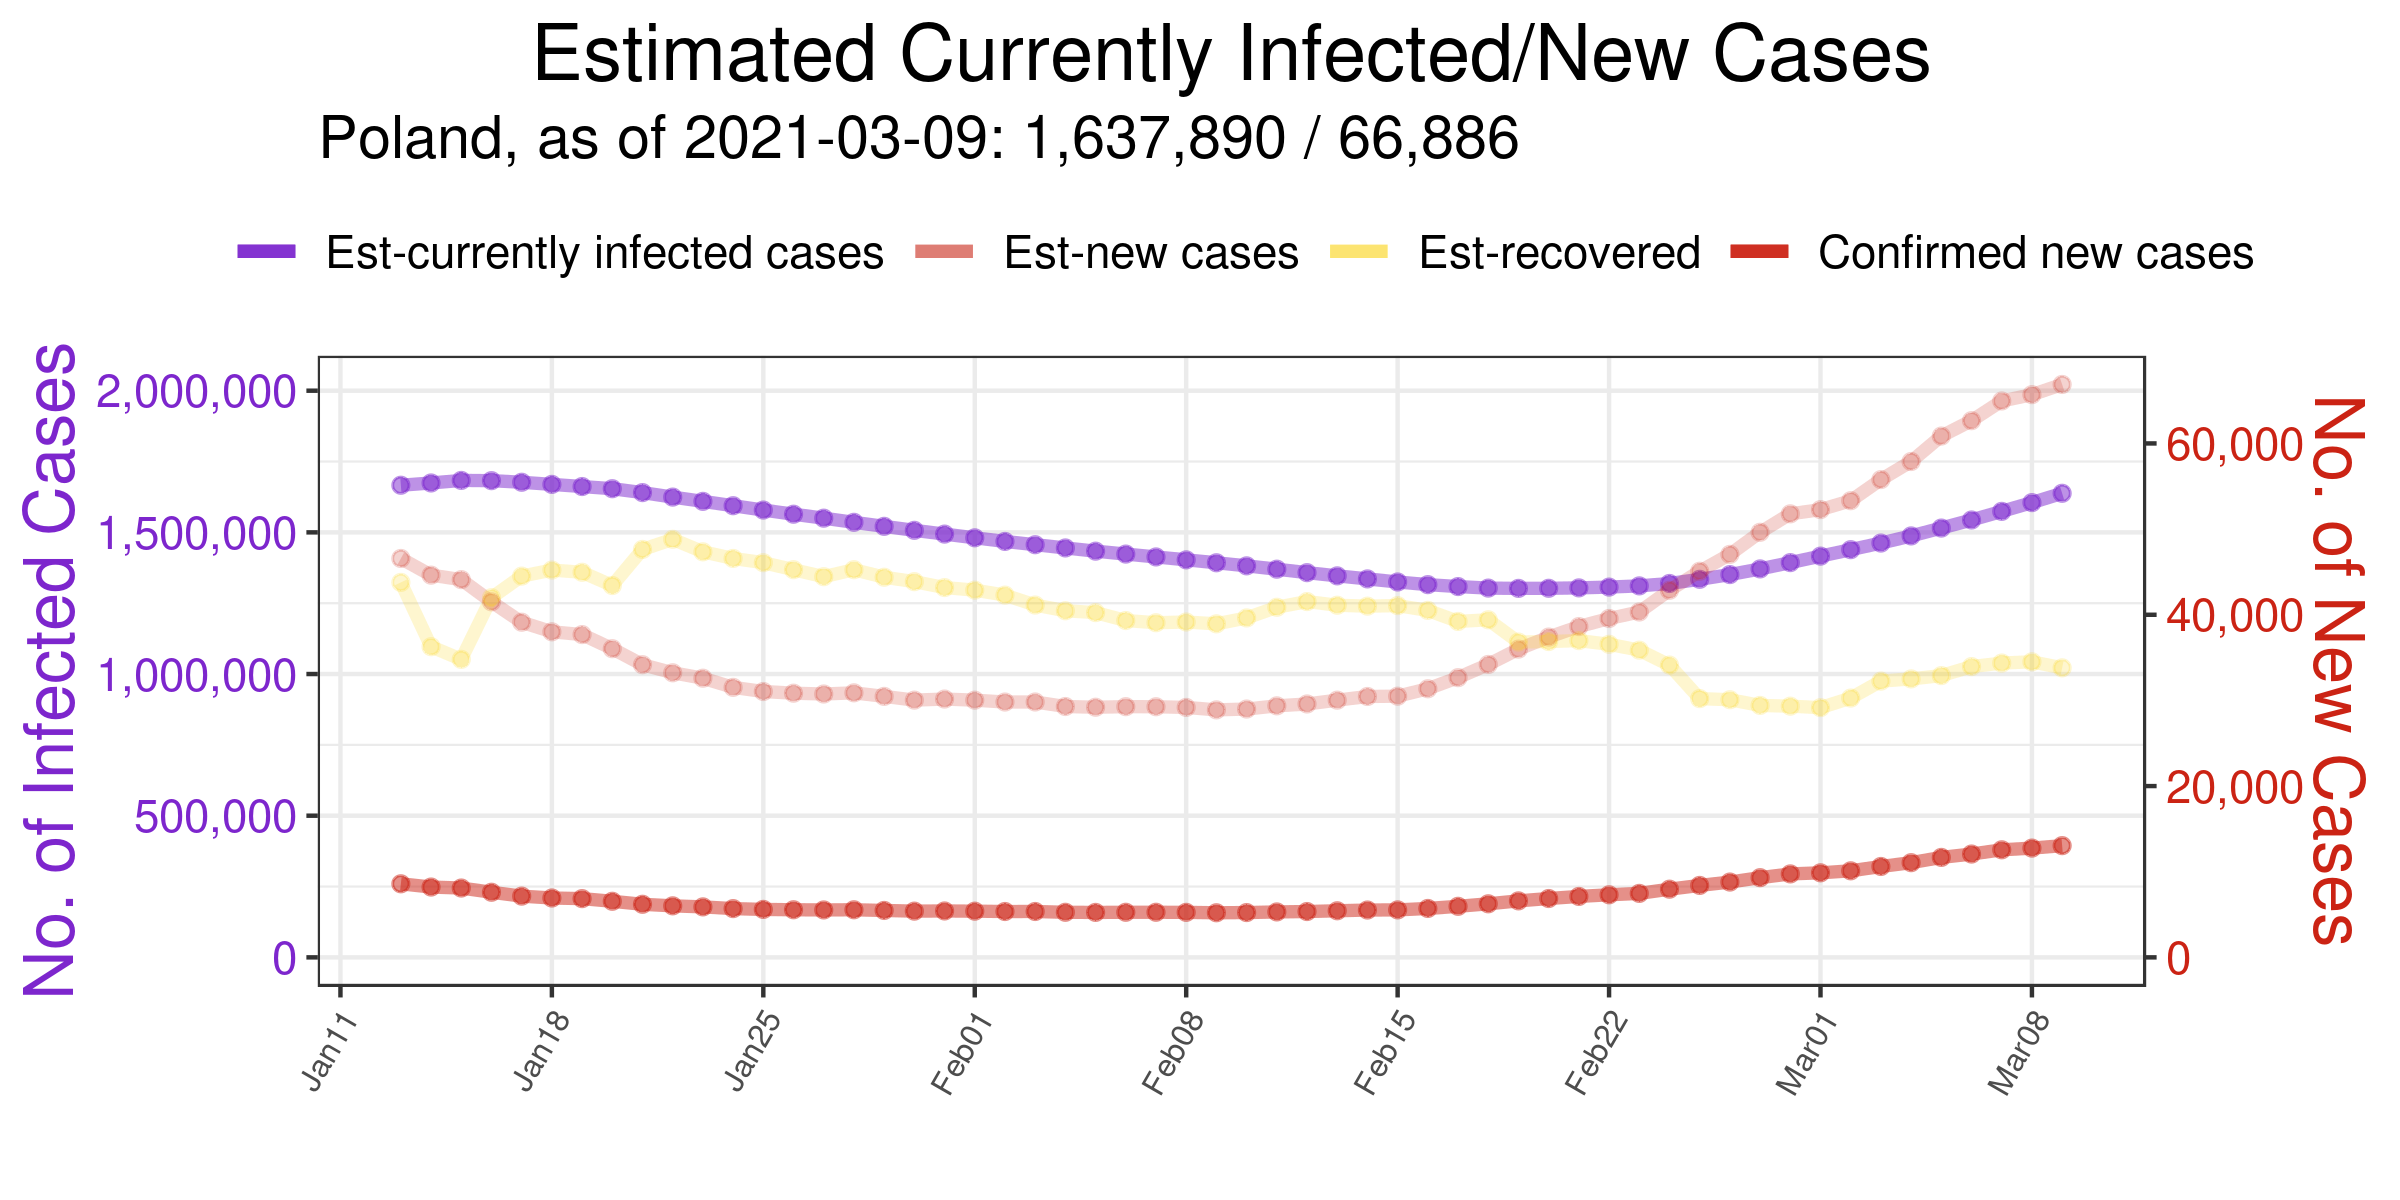 Estimated Currently Infected/New Cases
Poland, as of 2021-03-09: 1,637,890 / 66,886
Est-currently infected cases Est-new cases Est-recovered Confirmed new cases
No. of Infected Cases
2,000,000
1,500,000
1,000,000
500,000
0
60,000
40,000
20,000
0
No. of New Cases
Jan11 Jan18 Jan25 Feb01 Feb08 Feb15 Feb22 Mar01 Mar08